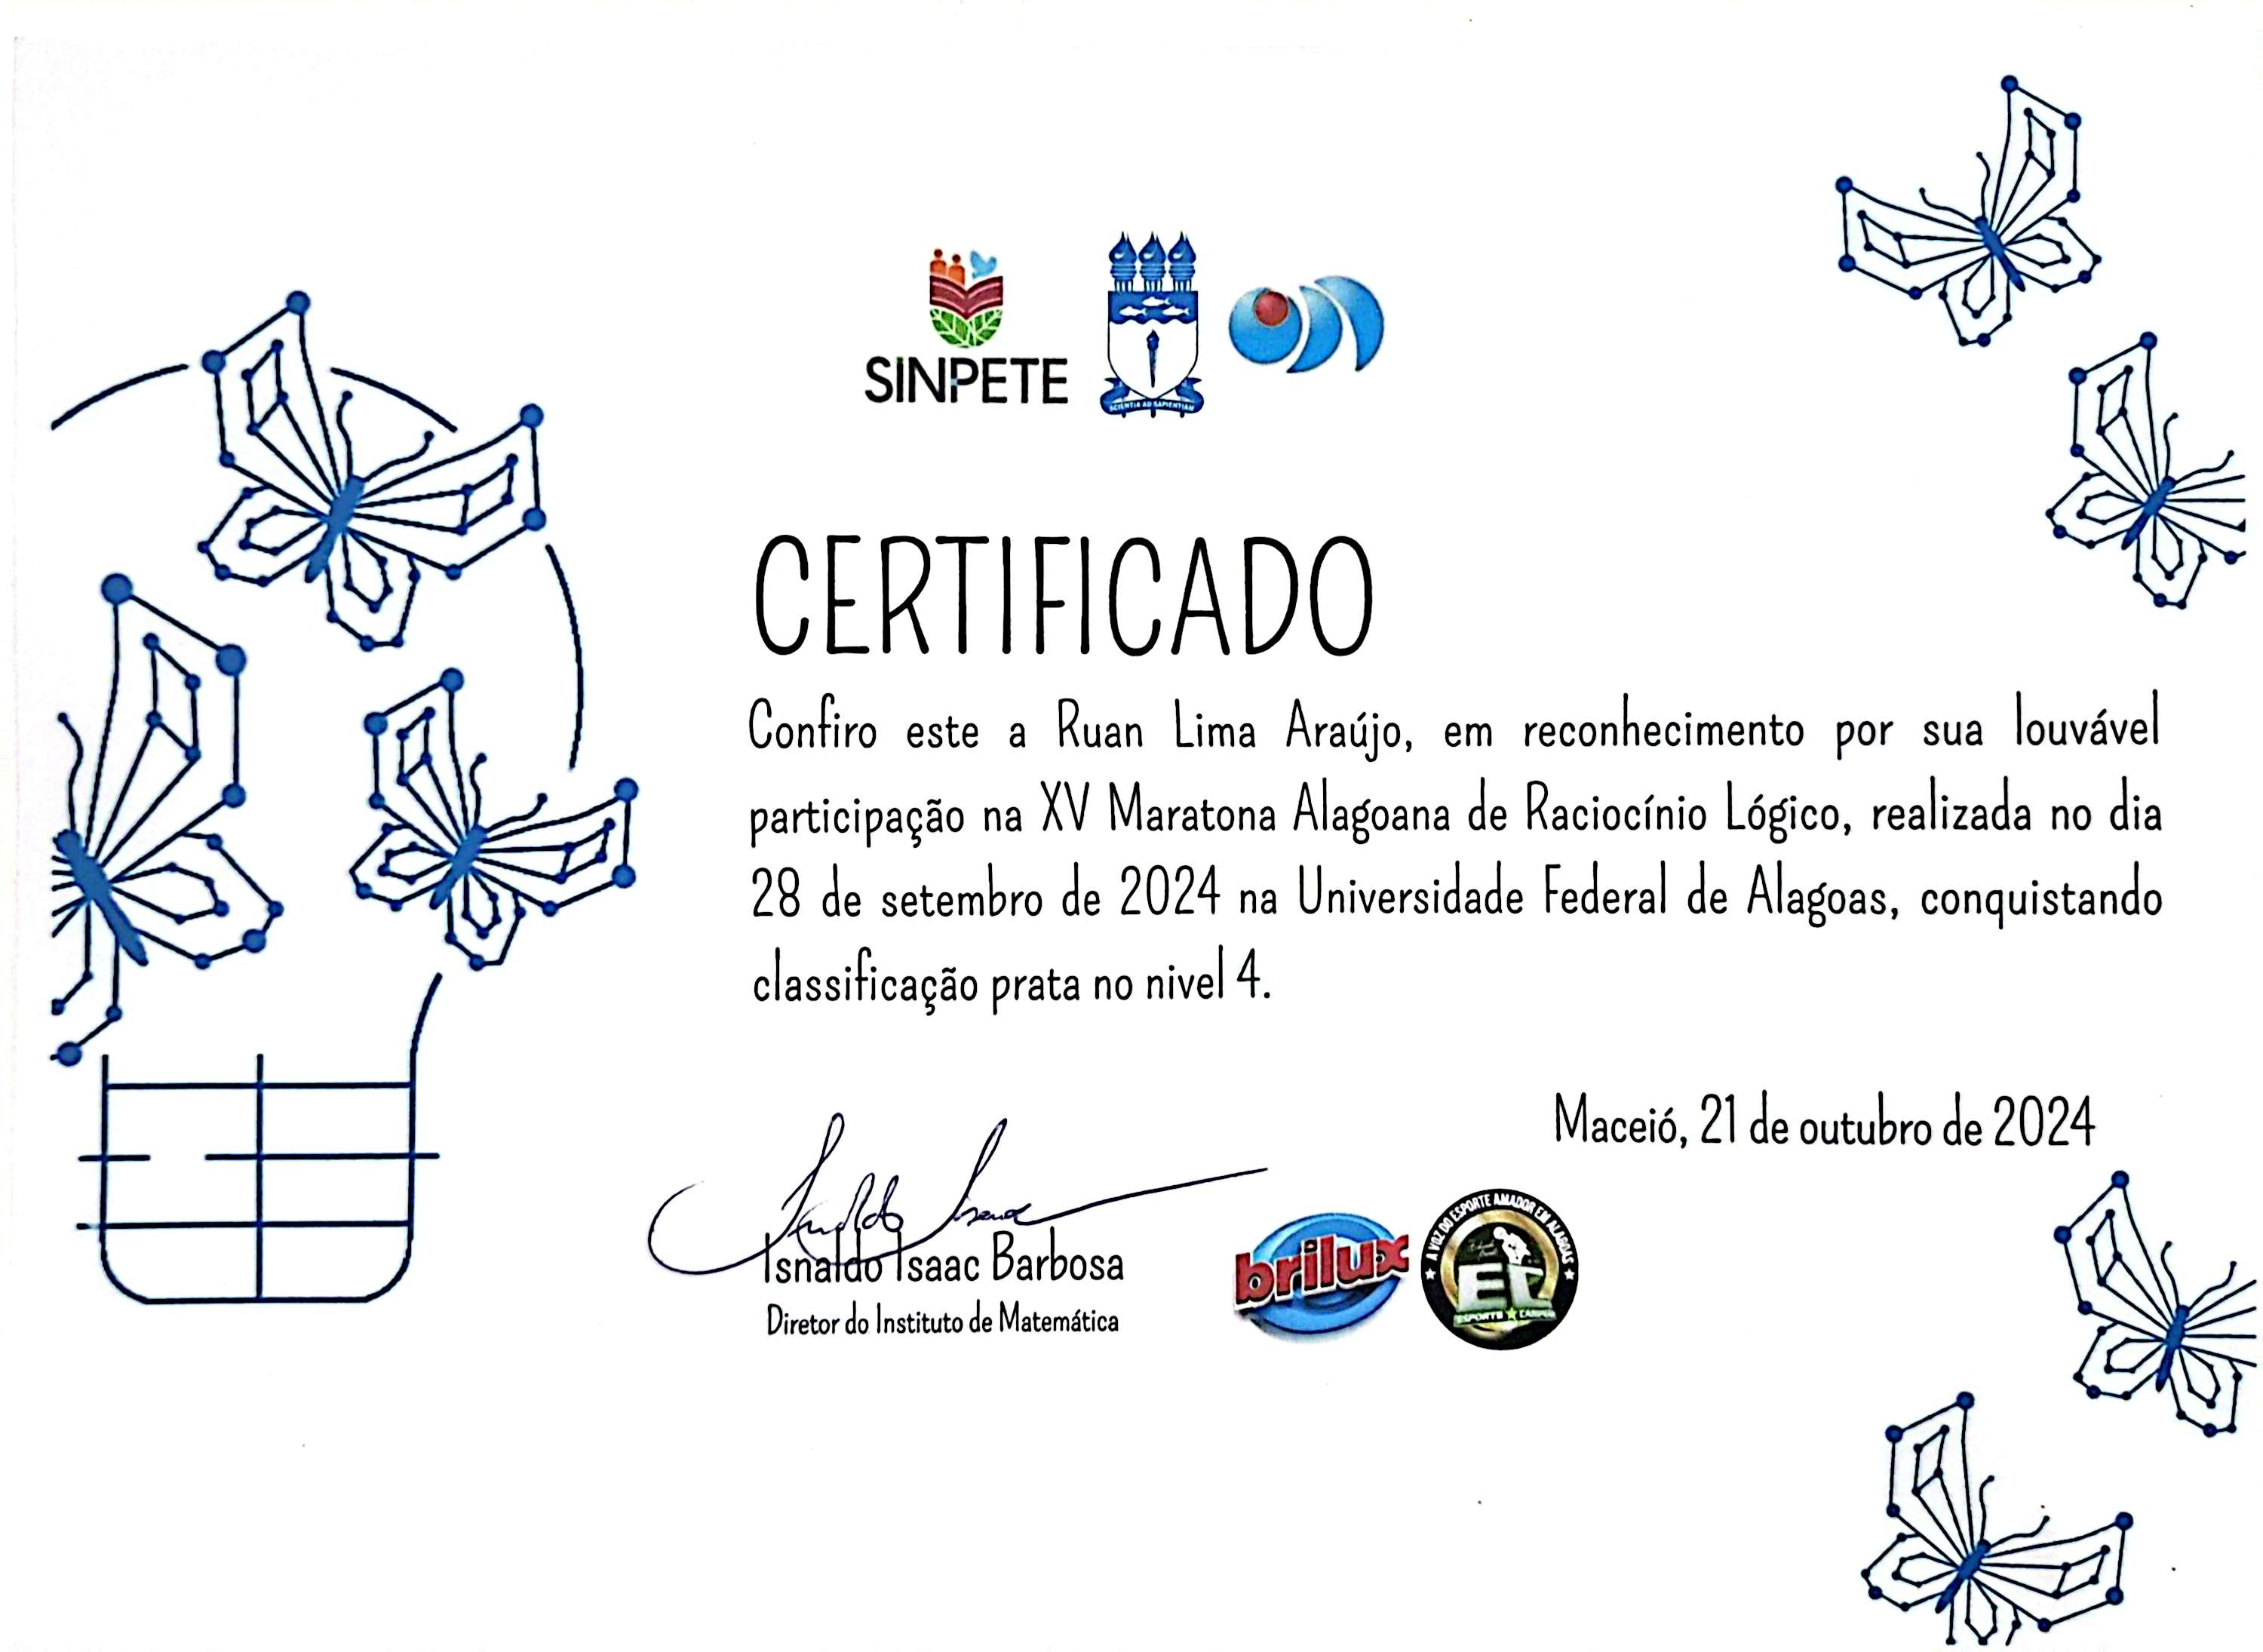 SINPETE
SCIENTIA AD SAPIENTIAM
CERTIFICADO
Confiro este a Ruan Lima Araújo, em reconhecimento por sua louvável
participação na XV Maratona Alagoana de Raciocínio Lógico, realizada no dia
28 de setembro de 2024 na Universidade Federal de Alagoas, conquistando
classificação prata no nivel 4.
Maceió, 21 de outubro de 2024
Isnaldo Isaac Barbosa
Diretor do Instituto de Matemática
brilux
A VOZ DO ESPORTE AMADOR EM ALAGOAS
EC